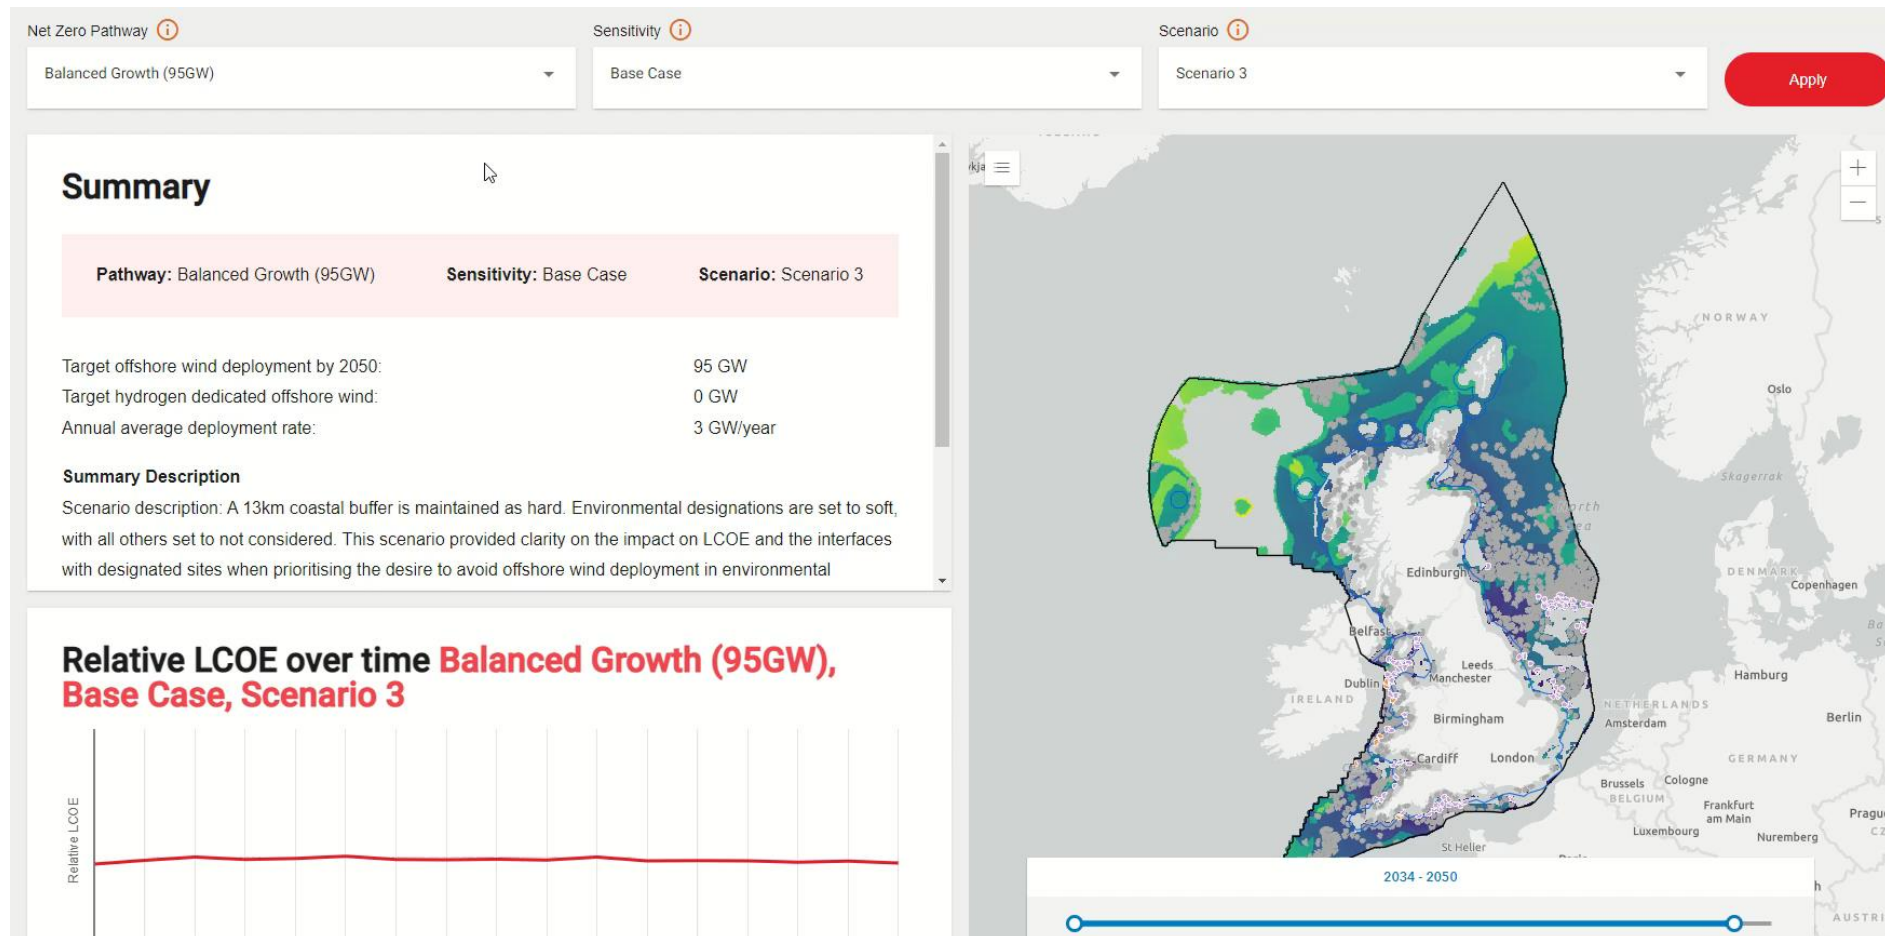 Net Zero Pathway
Sensitivity
Scenario
Balanced Growth (95GW)
Base Case
Scenario 3
Apply
Summary
Pathway: Balanced Growth (95GW)
Sensitivity: Base Case
Scenario: Scenario 3
Target offshore wind deployment by 2050:
95 GW
Target hydrogen dedicated offshore wind:
0 GW
Annual average deployment rate:
3 GW/year
Summary Description
Scenario description: A 13km coastal buffer is maintained as hard. Environmental designations are set to soft,
with all others set to not considered. This scenario provided clarity on the impact on LCOE and the interfaces
with designated sites when prioritising the desire to avoid offshore wind deployment in environmental
Relative LCOE over time Balanced Growth (95GW),
Base Case, Scenario 3
Relative LCOE
NORWAY
Oslo
Skagerrak
Edinburgh
DENMARK
Copenhagen
Belfast
Leeds
Manchester
Dublin
IRELAND
Hamburg
NETHERLANDS
Amsterdam
Birmingham
Berlin
Cardiff
London
GERMANY
Brussels
Cologne
BELGIUM
Frankfurt
am Main
Luxembourg
Nuremberg
Pragu
St Helier
2034 - 2050
AUSTRI